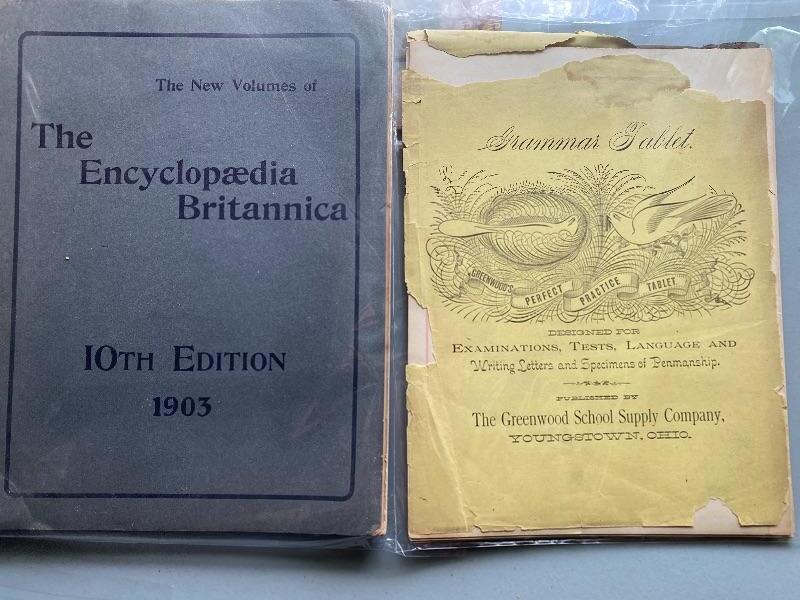 The New Volumes of
The
Encyclopædia
Britannica
10TH EDITION
1903
Grammar Tablet.
GREENWOOD'S PERFECT PRACTICE TABLET
DESIGNED FOR
EXAMINATIONS, TESTS, LANGUAGE AND
Writing Letters and Specimens of Penmanship.
PUBLISHED BY
The Greenwood School Supply Company,
YOUNGSTOWN, OHIO.